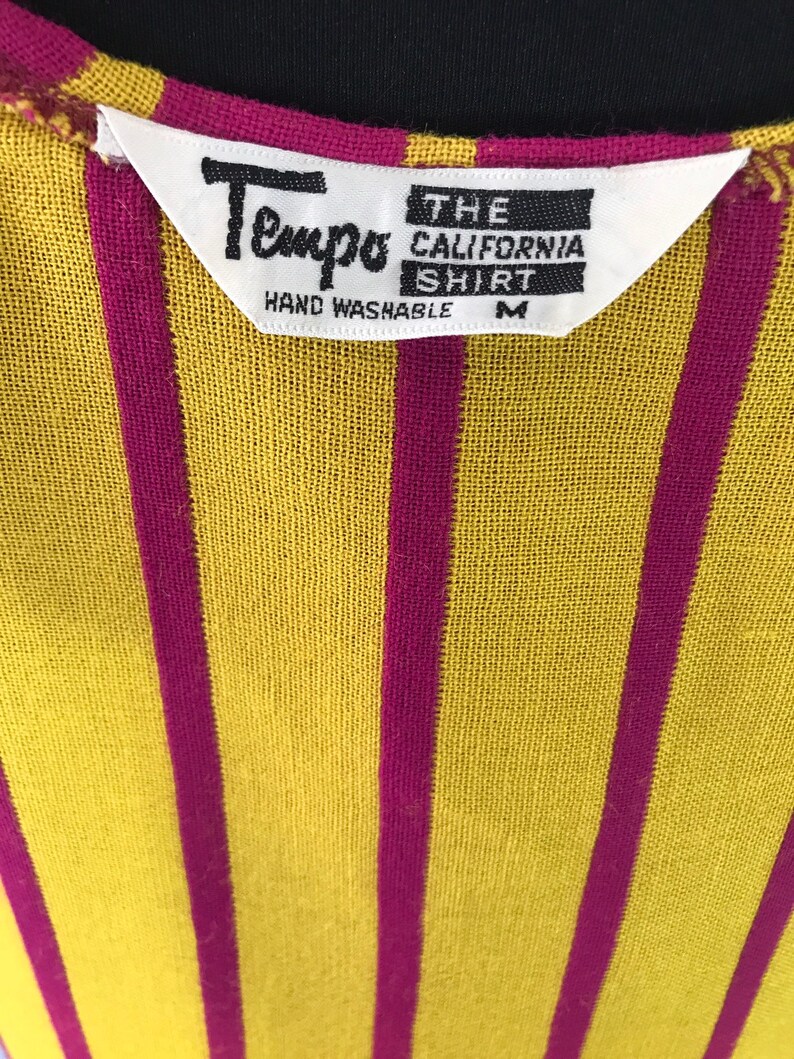 Tempo
THE
CALIFORNIA
SHIRT
HAND WASHABLE M